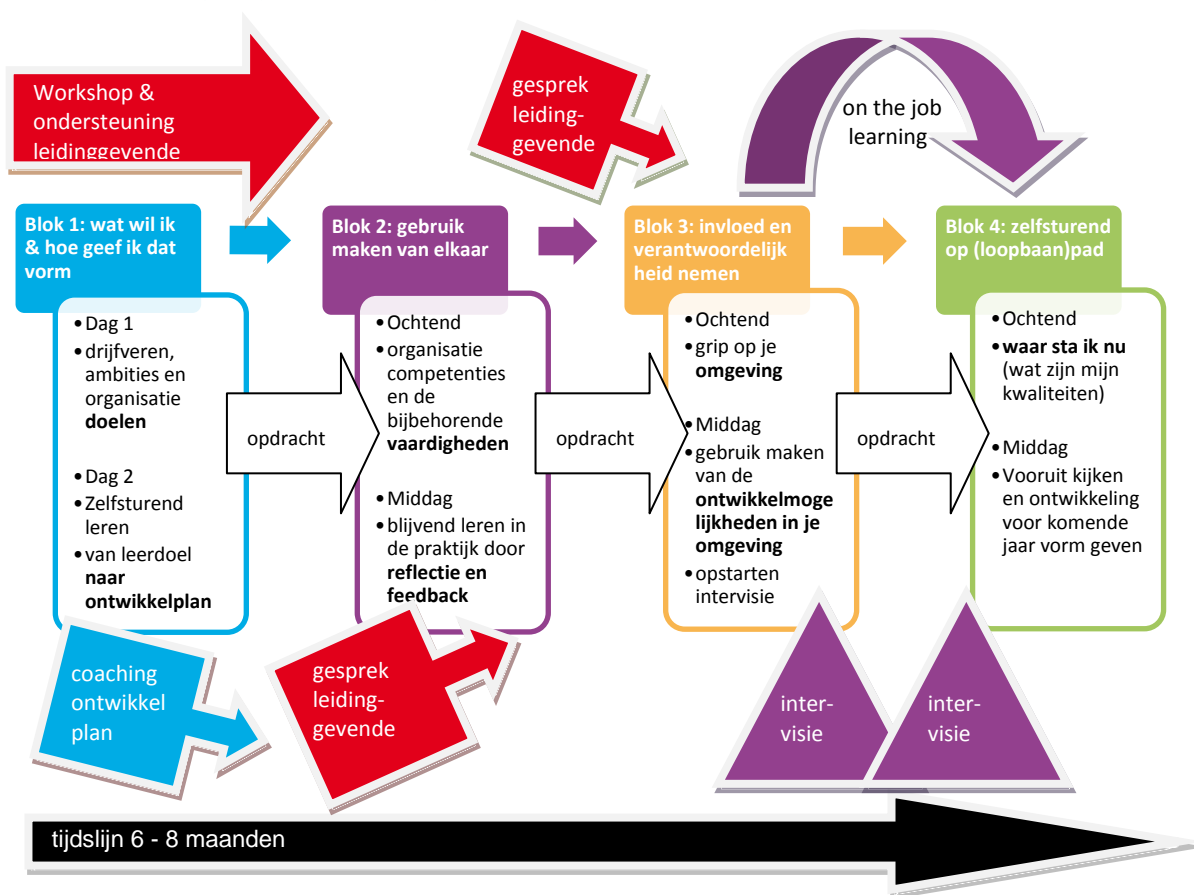 Workshop &
ondersteuning
leidinggevende
gesprek
leiding-
gevende
on the job
learning
Blok 1: wat wil ik
& hoe geef ik dat
vorm
• Dag 1
• drijfveren,
ambities en
organisatie
doelen
• Dag 2
• Zelfsturend
leren
• van leerdoel
naar
ontwikkelplan
opdracht
Blok 2: gebruik
maken van elkaar
• Ochtend
• organisatie
competenties
en de
bijbehorende
vaardigheden
• Middag
• blijvend leren in
de praktijk door
reflectie en
feedback
opdracht
Blok 3: invloed en
verantwoordelijk
heid nemen
• Ochtend
• grip op je
omgeving
• Middag
• gebruik maken
van de
ontwikkelmoge
lijkheden in je
omgeving
• opstarten
intervisie
opdracht
Blok 4: zelfsturend
op (loopbaan)pad
• Ochtend
• waar sta ik nu
(wat zijn mijn
kwaliteiten)
• Middag
• Vooruit kijken
en ontwikkeling
voor komende
jaar vorm geven
coaching
ontwikkel
plan
gesprek
leiding-
gevende
inter-
visie
inter-
visie
tijdslijn 6 - 8 maanden